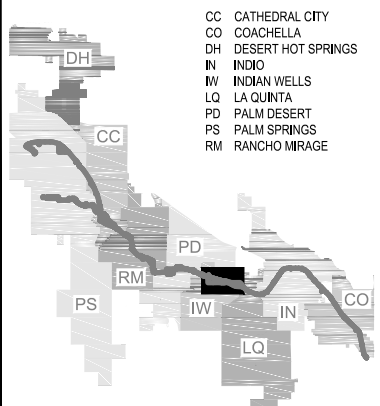 CC CATHEDRAL CITY
CO COACHELLA
DH DESERT HOT SPRINGS
IN INDIO
IW INDIAN WELLS
LQ LA QUINTA
PD PALM DESERT
PS PALM SPRINGS
RM RANCHO MIRAGE
DH
CC
PD
RM
PS
IW
IN
CO
LQ